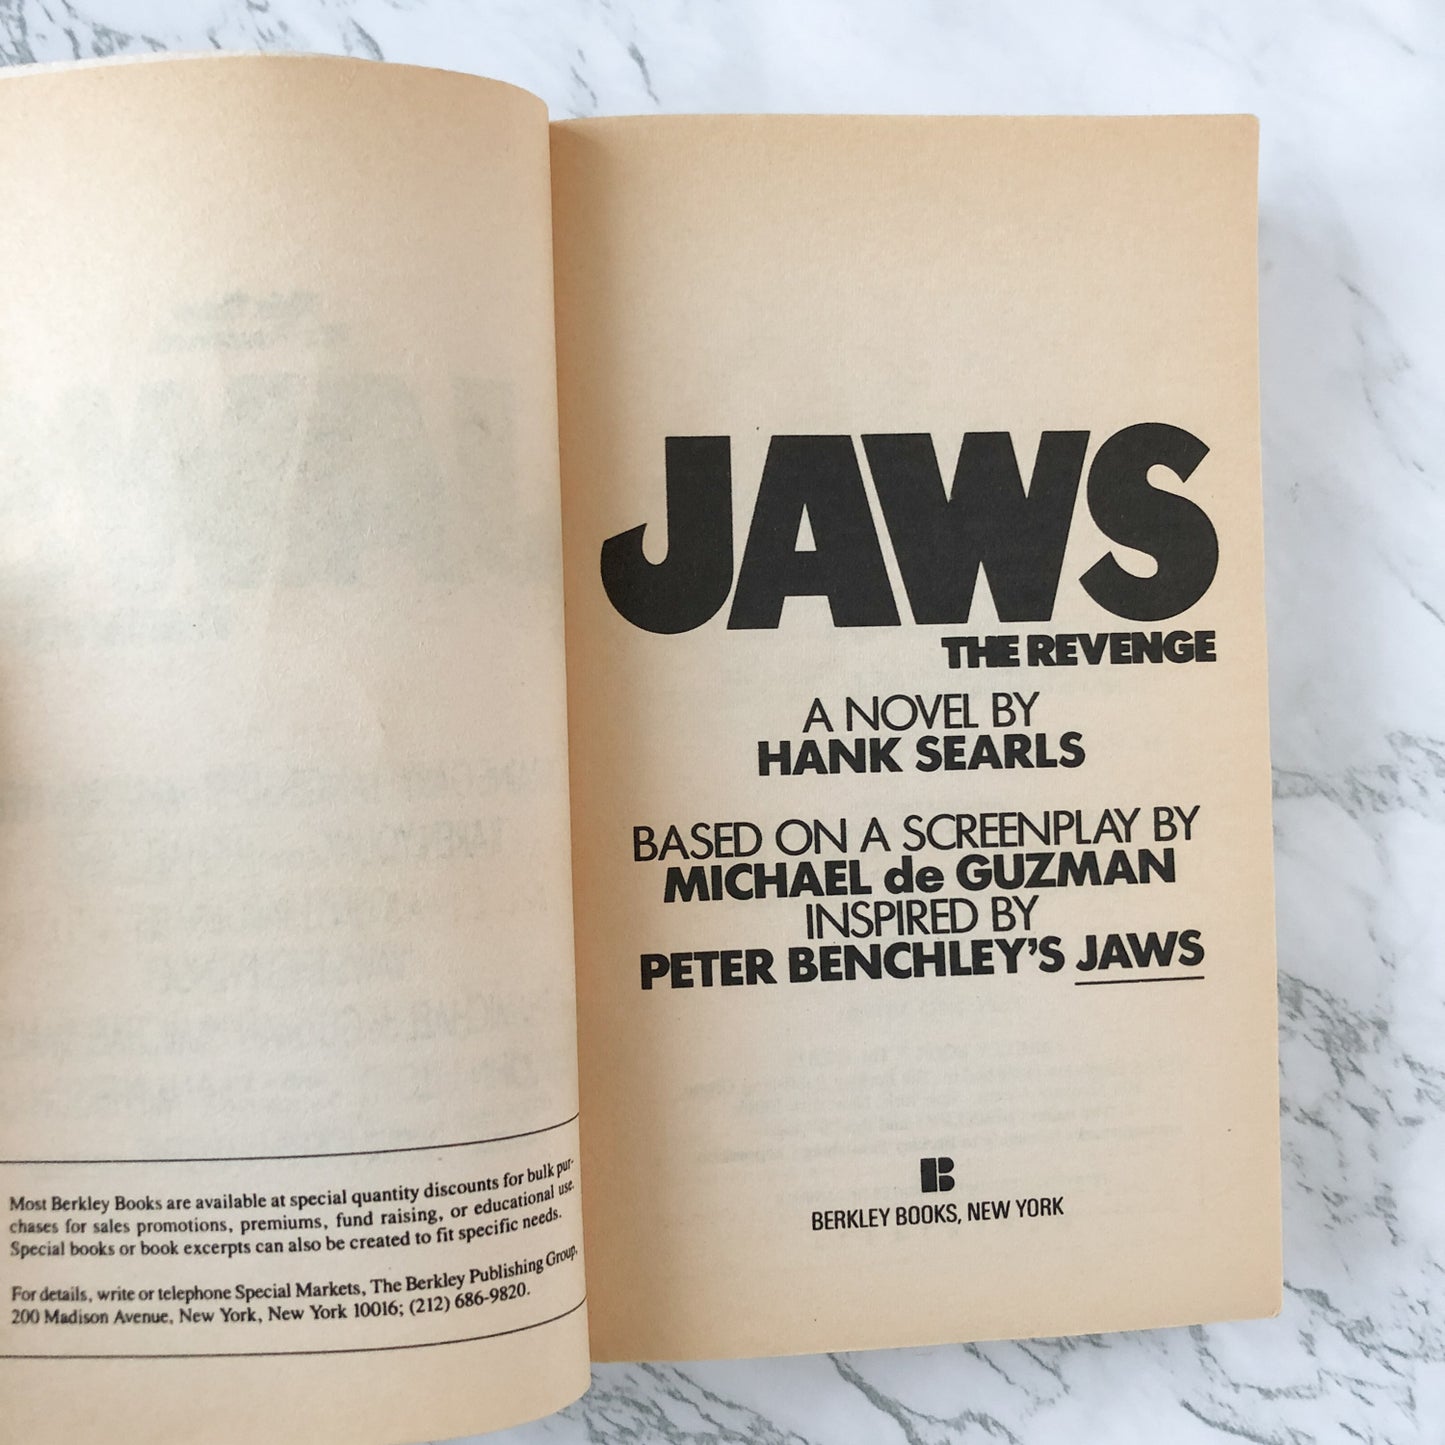 Most Berkley Books are available at special quantity discounts for bulk pur-
chases for sales promotions, premiums, fund raising, or educational use.
Special books or book excerpts can also be created to fit specific needs.
For details, write or telephone Special Markets, The Berkley Publishing Group,
200 Madison Avenue, New York, New York 10016; (212) 686-9820.
JAWS
THE REVENGE
A NOVEL BY
HANK SEARLS
BASED ON A SCREENPLAY BY
MICHAEL de GUZMAN
INSPIRED BY
PETER BENCHLEY'S JAWS
B
BERKLEY BOOKS, NEW YORK